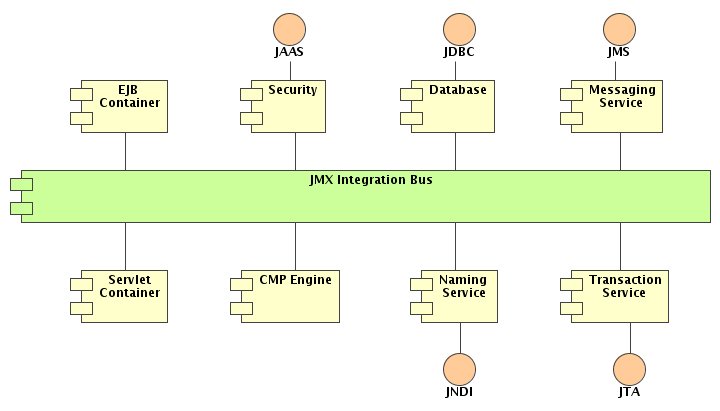 JAAS
JDBC
JMS
EJB
Container
Security
Database
Messaging
Service
JMX Integration Bus
Servlet
Container
CMP Engine
Naming
Service
Transaction
Service
JNDI
JTA